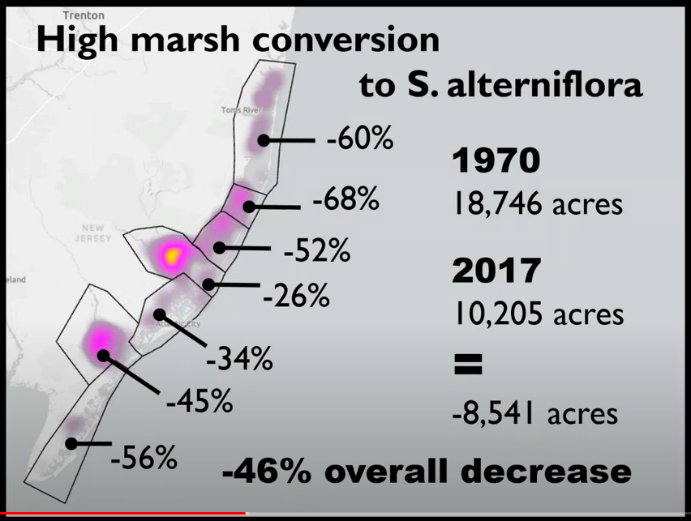 Trenton
High marsh conversion
to S. alterniflora
Toms River
-60%
1970
-68%
18,746 acres
NEW
JERSEY
-52%
2017
-26%
10,205 acres
=
-34%
-45%
-8,541 acres
-56%
-46% overall decrease